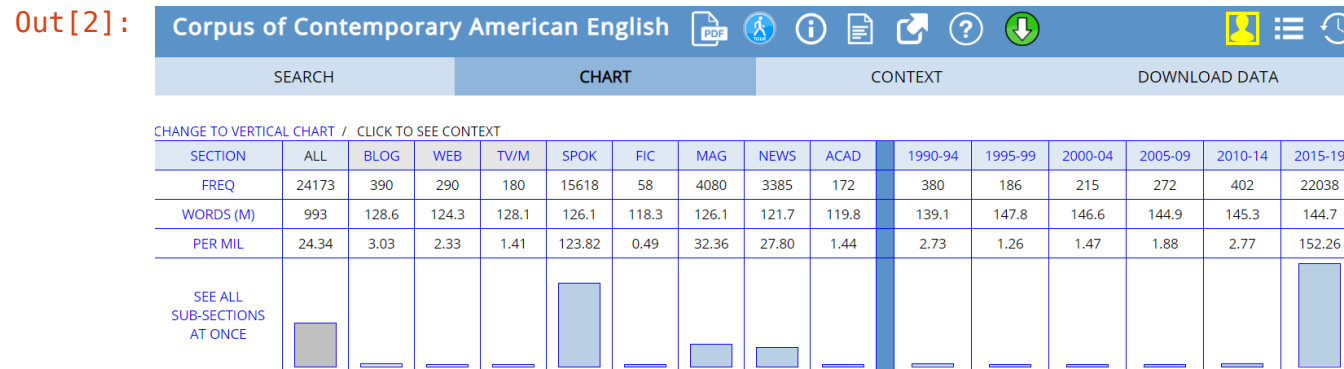 Out[2]:
Corpus of Contemporary American English PDF TOUR
SEARCH CHART CONTEXT DOWNLOAD DATA
CHANGE TO VERTICAL CHART / CLICK TO SEE CONTEXT
SECTION ALL BLOG WEB TV/M SPOK FIC MAG NEWS ACAD 1990-94 1995-99 2000-04 2005-09 2010-14 2015-19
FREQ 24173 390 290 180 15618 58 4080 3385 172 380 186 215 272 402 22038
WORDS (M) 993 128.6 124.3 128.1 126.1 118.3 126.1 121.7 119.8 139.1 147.8 146.6 144.9 145.3 144.7
PER MIL 24.34 3.03 2.33 1.41 123.82 0.49 32.36 27.80 1.44 2.73 1.26 1.47 1.88 2.77 152.26
SEE ALL
SUB-SECTIONS
AT ONCE